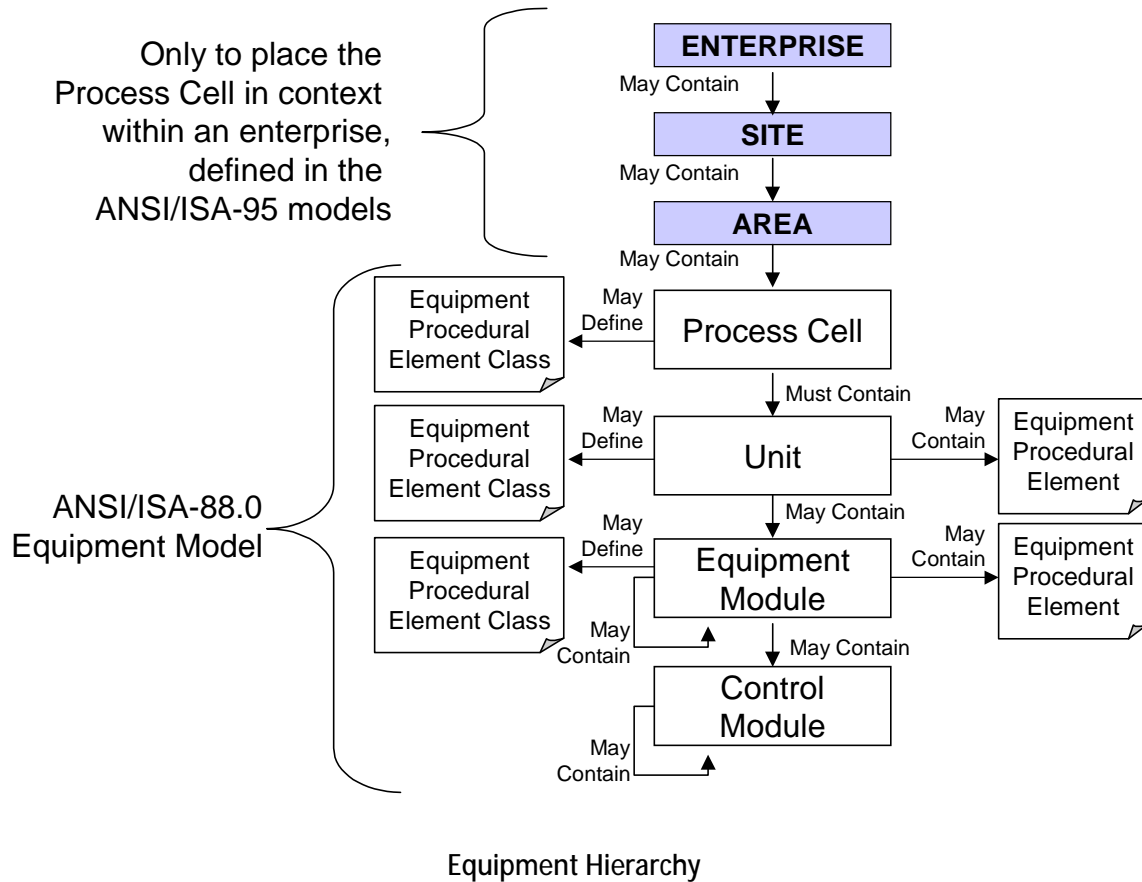 Only to place the
Process Cell in context
within an enterprise,
defined in the
ANSI/ISA-95 models
ENTERPRISE
May Contain
SITE
May Contain
AREA
May Contain
Equipment
Procedural
Element Class
May
Define
Process Cell
Must Contain
Equipment
Procedural
Element Class
May
Define
Unit
May
Contain
Equipment
Procedural
Element
May Contain
ANSI/ISA-88.0
Equipment Model
Equipment
Procedural
Element Class
May
Define
Equipment
Module
May
Contain
Equipment
Procedural
Element
May
Contain
May Contain
Control
Module
May
Contain
Equipment Hierarchy